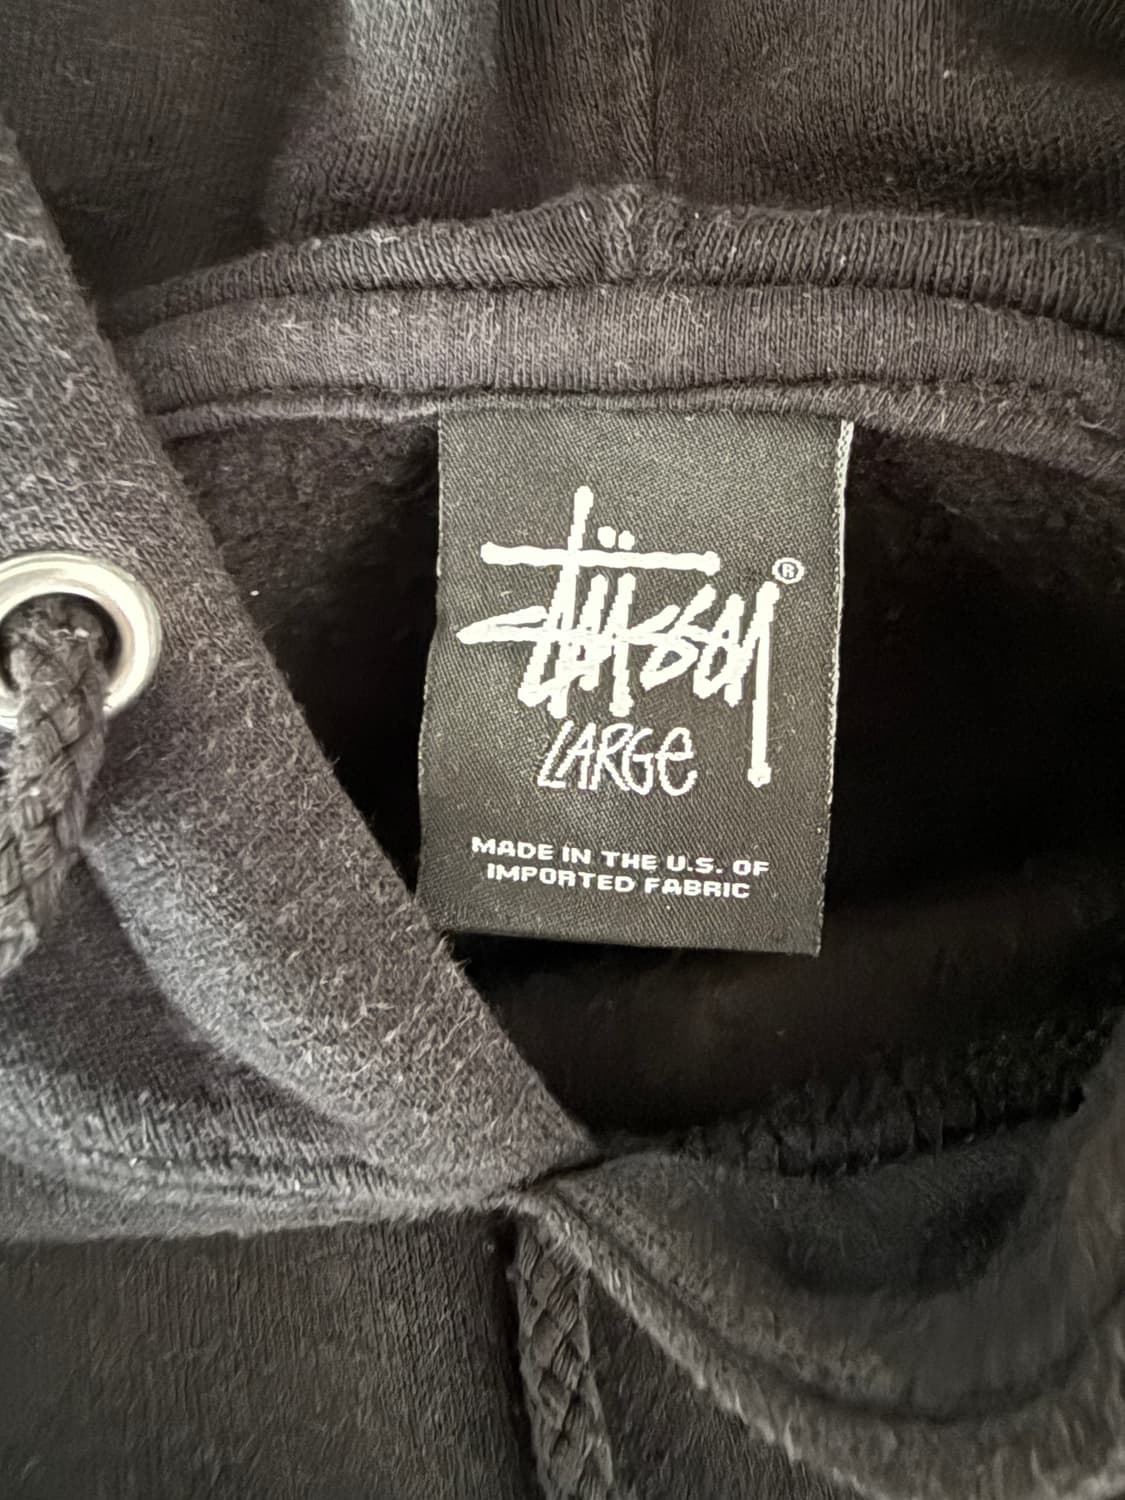 Stüssy ®
LARGE
MADE IN THE U.S. OF
IMPORTED FABRIC